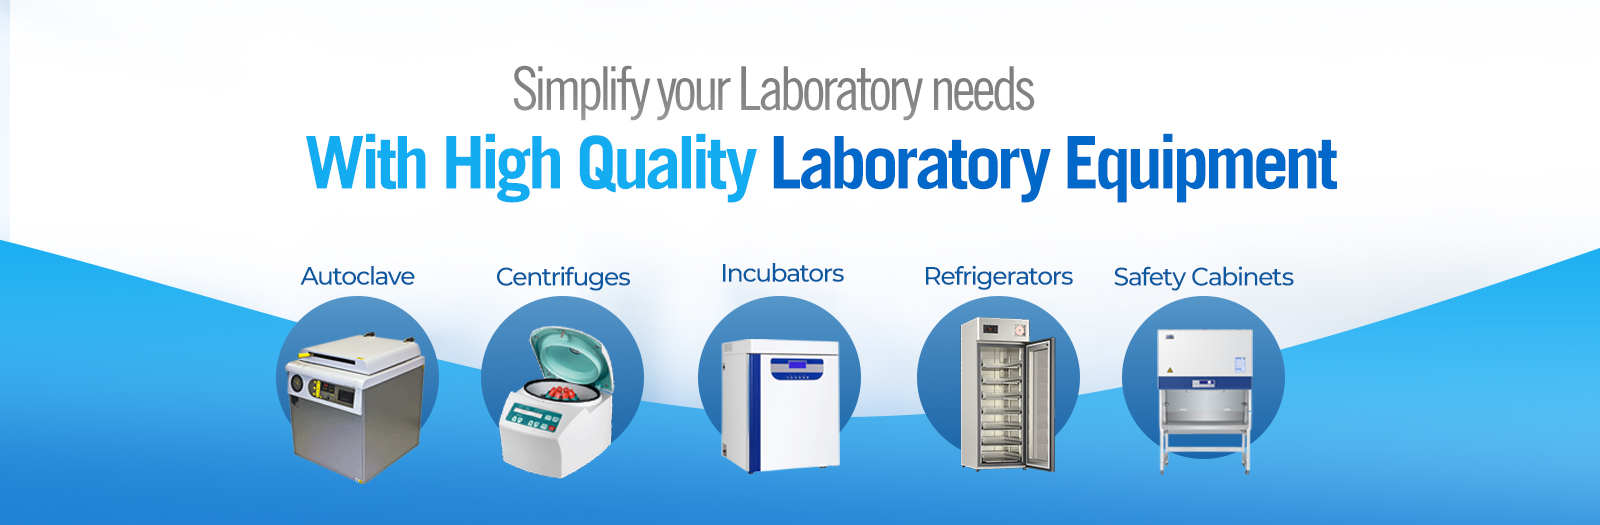 Simplify your Laboratory needs
With High Quality Laboratory Equipment
Autoclave
Centrifuges
Incubators
Refrigerators
Safety Cabinets